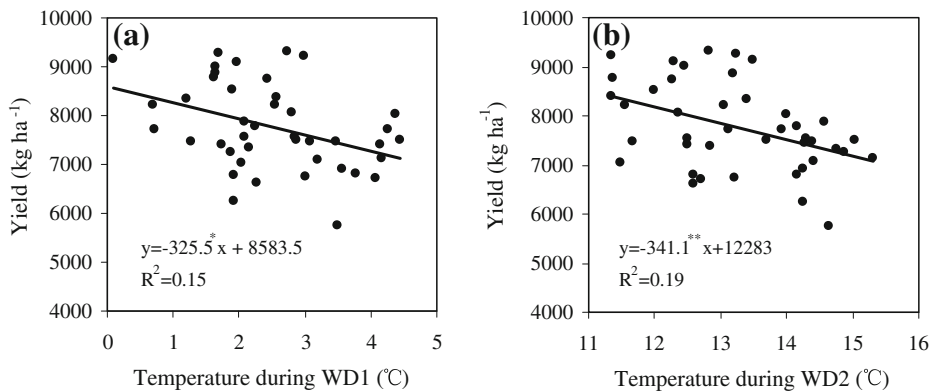 (a)
10000
9000
8000
7000
6000
5000
4000
Yield (kg ha⁻¹)
y=-325.5*x + 8583.5
R²=0.15
0 1 2 3 4 5
Temperature during WD1 (℃)
(b)
10000
9000
8000
7000
6000
5000
4000
Yield (kg ha⁻¹)
y=-341.1**x+12283
R²=0.19
11 12 13 14 15 16
Temperature during WD2 (℃)